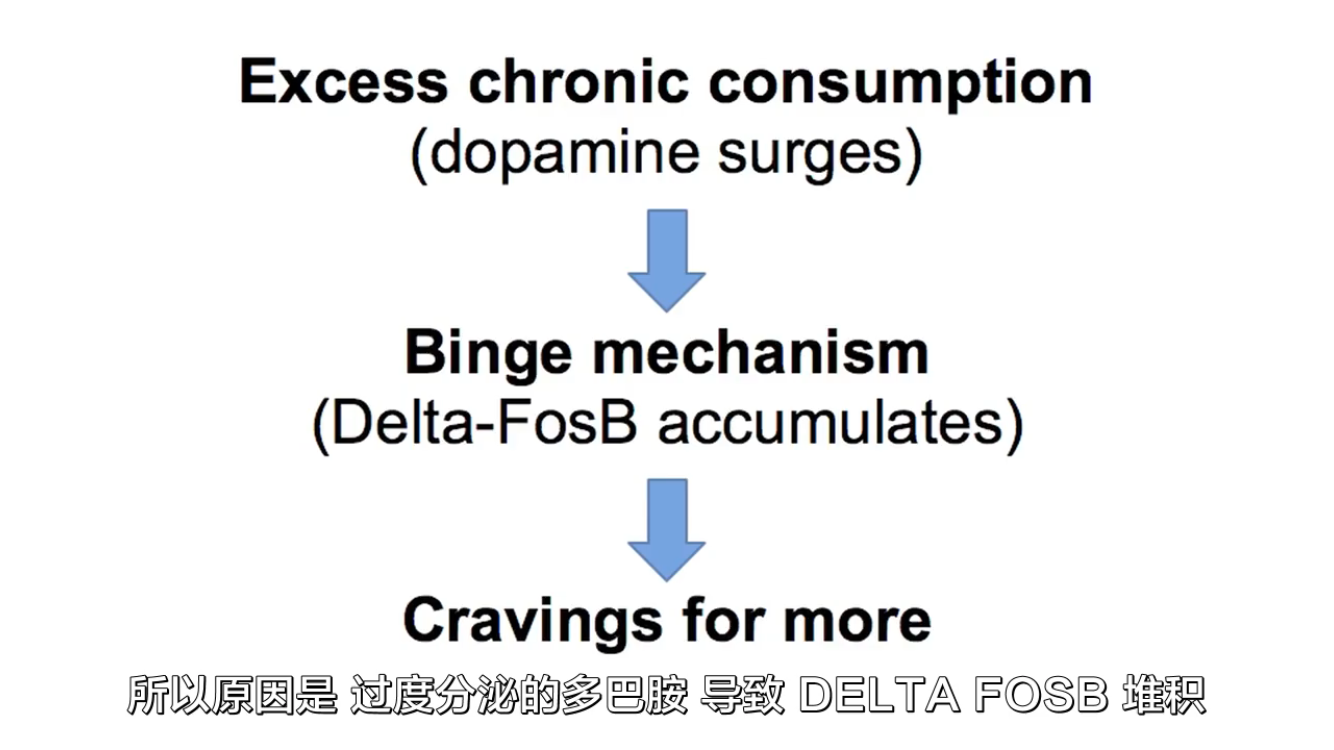 Excess chronic consumption
(dopamine surges)
Binge mechanism
(Delta-FosB accumulates)
Cravings for more
所以原因是 过度分泌的多巴胺 导致 DELTA FOSB 堆积